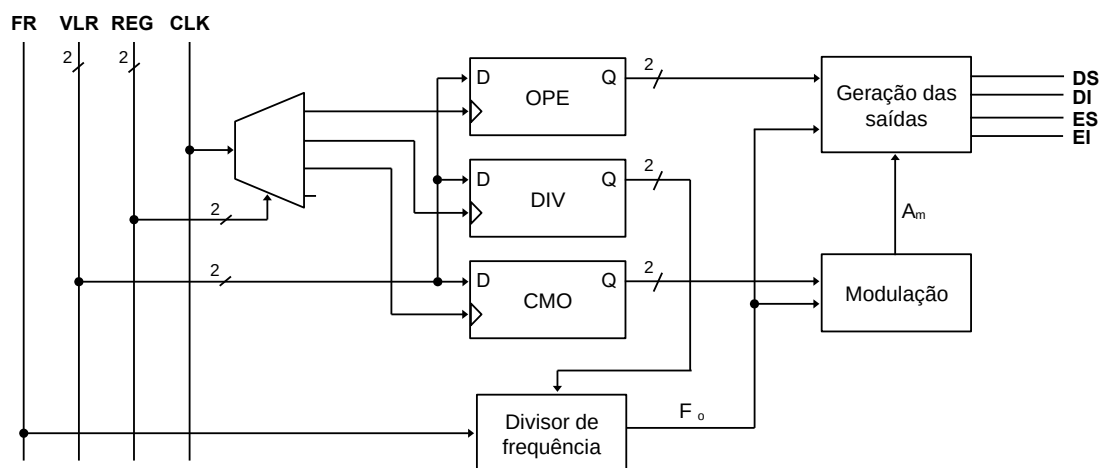 FR VLR REG CLK
2 2
D Q
OPE
2
Geração das
saídas
DS
DI
ES
EI
D Q
DIV
2
2
Am
2
D Q
CMO
2
Modulação
Divisor de
frequência
F o